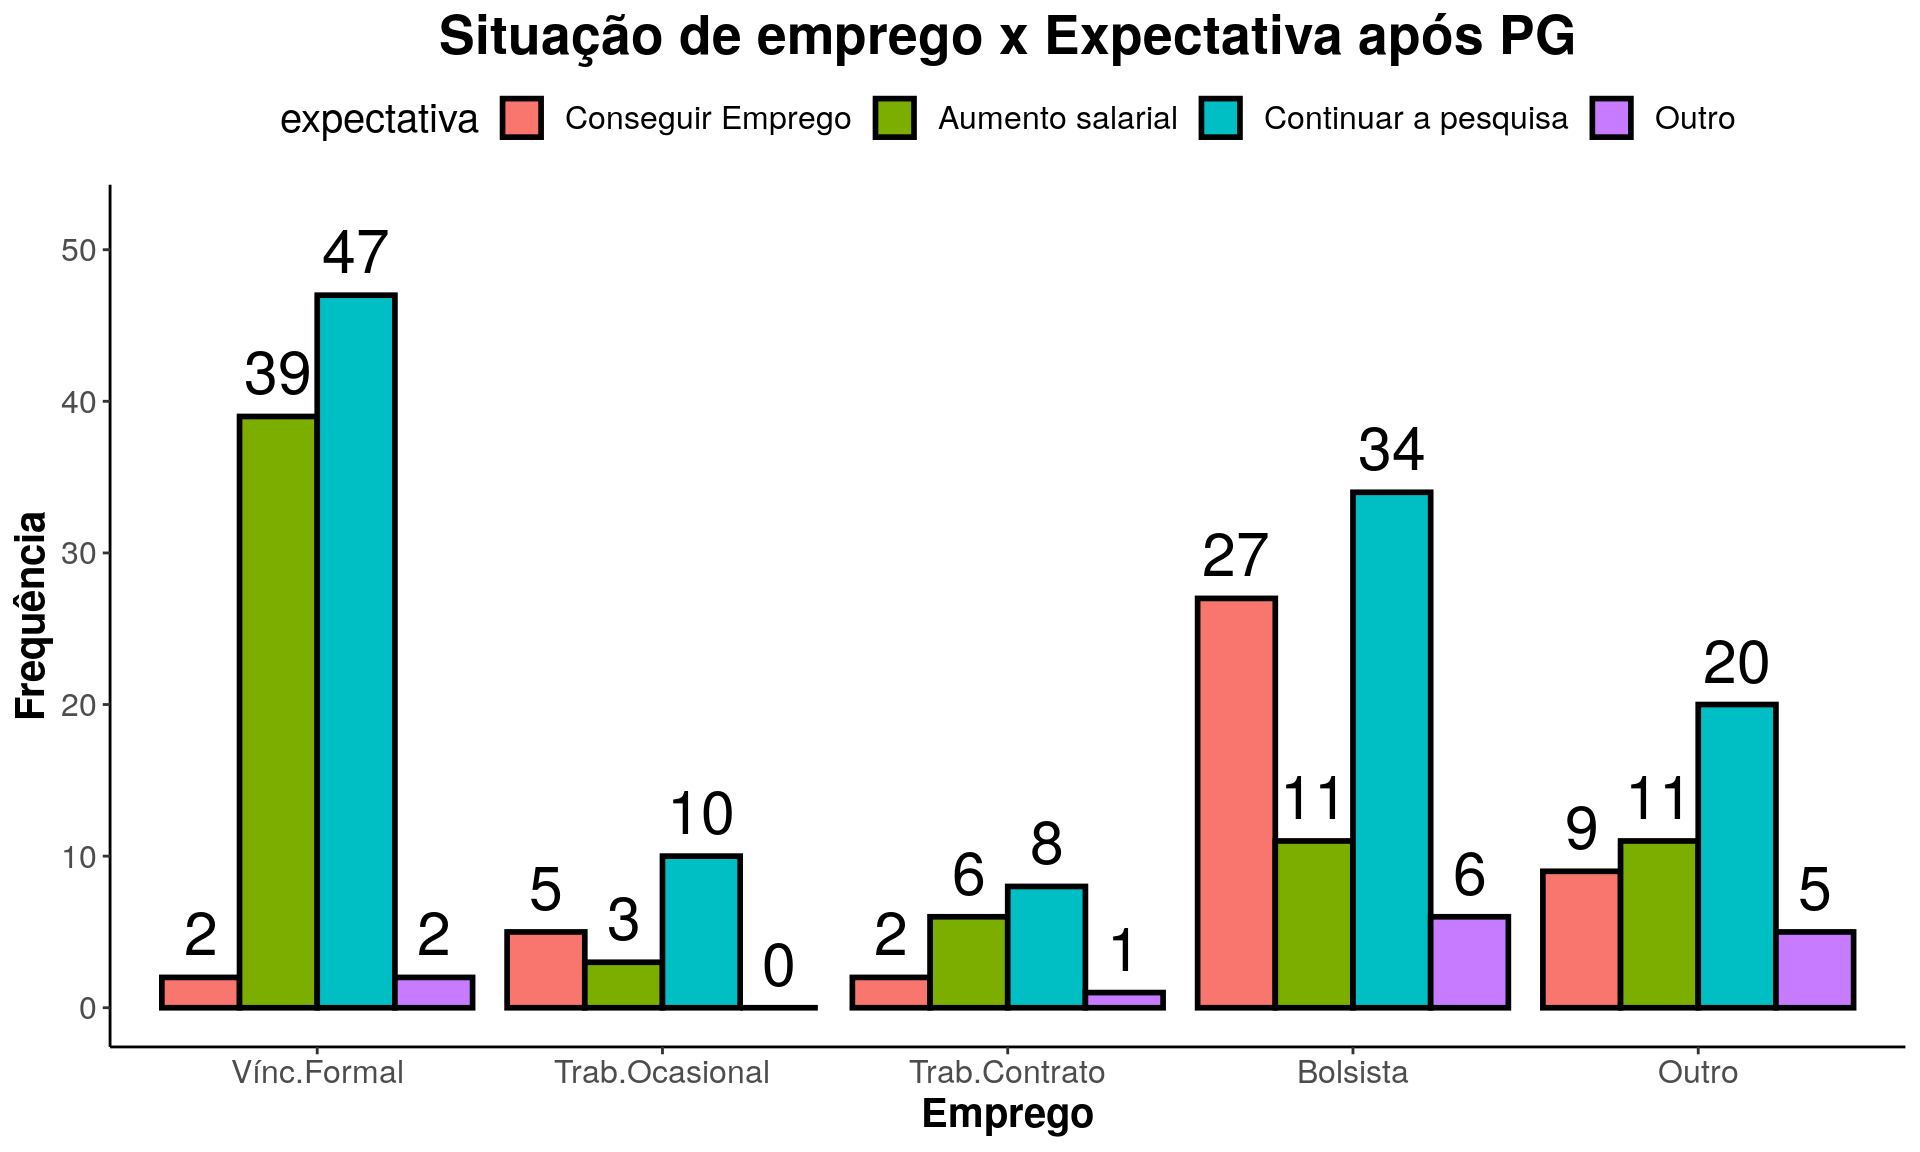 Situação de emprego x Expectativa após PG
expectativa Conseguir Emprego Aumento salarial Continuar a pesquisa Outro
Frequência
50
40
30
20
10
0
2 39 47 2
5 3 10 0
2 6 8 1
27 11 34 6
9 11 20 5
Vínc.Formal Trab.Ocasional Trab.Contrato Bolsista Outro
Emprego